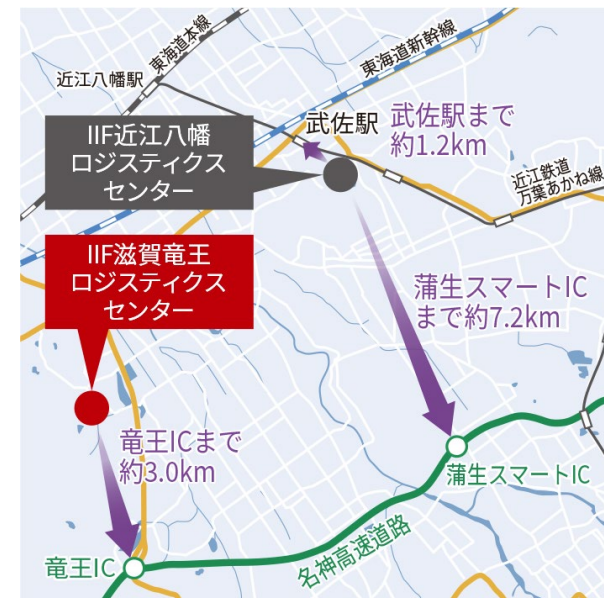 東海道本線
近江八幡駅
東海道新幹線
IIF近江八幡
ロジスティクス
センター
武佐駅
武佐駅まで
約1.2km
近江鉄道
万葉あかね線
IIF滋賀竜王
ロジスティクス
センター
蒲生スマートIC
まで約7.2km
竜王ICまで
約3.0km
蒲生スマートIC
名神高速道路
竜王IC